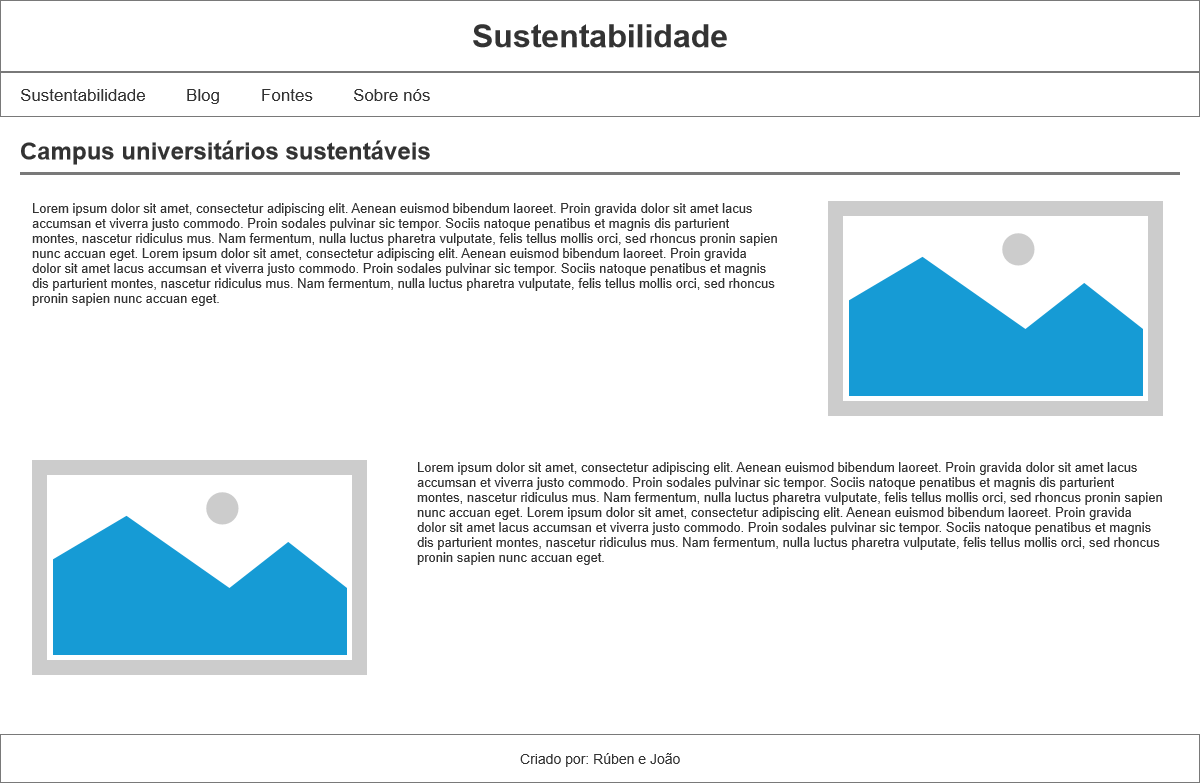 Sustentabilidade
Sustentabilidade Blog Fontes Sobre nós
Campus universitários sustentáveis
Lorem ipsum dolor sit amet, consectetur adipiscing elit. Aenean euismod bibendum laoreet. Proin gravida dolor sit amet lacus
accumsan et viverra justo commodo. Proin sodales pulvinar sic tempor. Sociis natoque penatibus et magnis dis parturient
montes, nascetur ridiculus mus. Nam fermentum, nulla luctus pharetra vulputate, felis tellus mollis orci, sed rhoncus pronin sapien
nunc accuan eget. Lorem ipsum dolor sit amet, consectetur adipiscing elit. Aenean euismod bibendum laoreet. Proin gravida
dolor sit amet lacus accumsan et viverra justo commodo. Proin sodales pulvinar sic tempor. Sociis natoque penatibus et magnis
dis parturient montes, nascetur ridiculus mus. Nam fermentum, nulla luctus pharetra vulputate, felis tellus mollis orci, sed rhoncus
pronin sapien nunc accuan eget.
Lorem ipsum dolor sit amet, consectetur adipiscing elit. Aenean euismod bibendum laoreet. Proin gravida dolor sit amet lacus
accumsan et viverra justo commodo. Proin sodales pulvinar sic tempor. Sociis natoque penatibus et magnis dis parturient
montes, nascetur ridiculus mus. Nam fermentum, nulla luctus pharetra vulputate, felis tellus mollis orci, sed rhoncus pronin sapien
nunc accuan eget. Lorem ipsum dolor sit amet, consectetur adipiscing elit. Aenean euismod bibendum laoreet. Proin gravida
dolor sit amet lacus accumsan et viverra justo commodo. Proin sodales pulvinar sic tempor. Sociis natoque penatibus et magnis
dis parturient montes, nascetur ridiculus mus. Nam fermentum, nulla luctus pharetra vulputate, felis tellus mollis orci, sed rhoncus
pronin sapien nunc accuan eget.
Criado por: Rúben e João